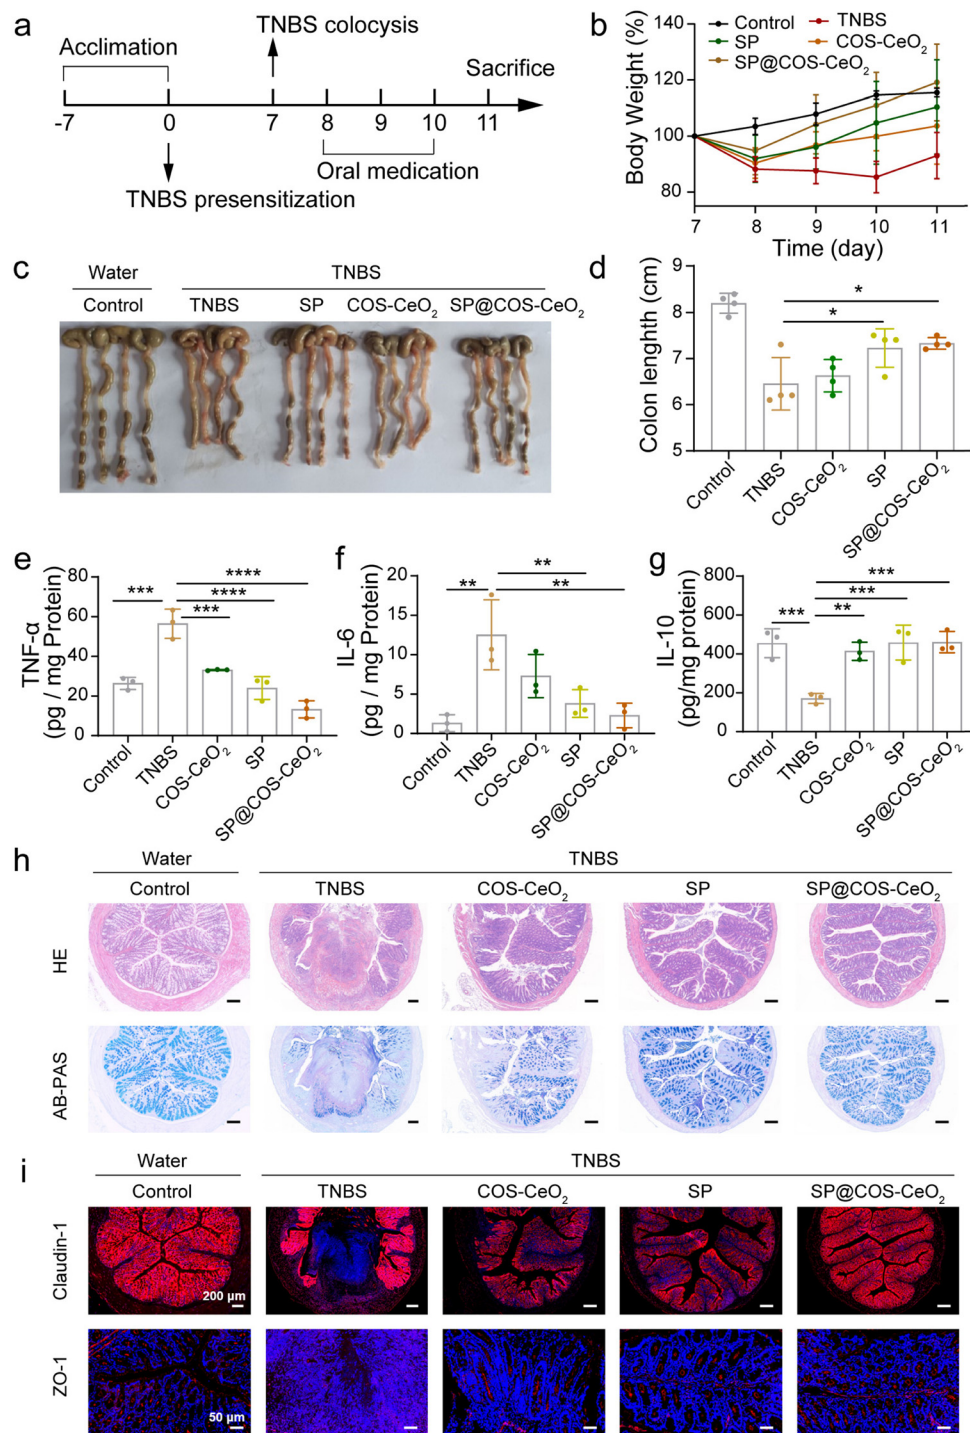 a
TNBS colocysis
Acclimation
Sacrifice
-7 0 7 8 9 10 11
Oral medication
TNBS presensitization
b
Body Weight (%)
140
120
100
80
Control
SP
SP@COS-CeO₂
TNBS
COS-CeO₂
7 8 9 10 11
Time (day)
c
Water TNBS
Control TNBS SP COS-CeO₂ SP@COS-CeO₂
d
Colon lenghth (cm)
9
8
7
6
5
*
*
Control TNBS COS-CeO₂ SP SP@COS-CeO₂
e
TNF-α
(pg / mg Protein)
80
60
40
20
0
****
****
***
***
Control TNBS COS-CeO₂ SP SP@COS-CeO₂
f
IL-6
(pg / mg Protein)
20
15
10
5
0
**
**
**
Control TNBS COS-CeO₂ SP SP@COS-CeO₂
g
IL-10
(pg/mg protein)
800
600
400
200
0
***
***
**
***
Control TNBS COS-CeO₂ SP SP@COS-CeO₂
h
Water TNBS
Control TNBS COS-CeO₂ SP SP@COS-CeO₂
HE
AB-PAS
i
Water TNBS
Control TNBS COS-CeO₂ SP SP@COS-CeO₂
Claudin-1
200 µm
ZO-1
50 µm